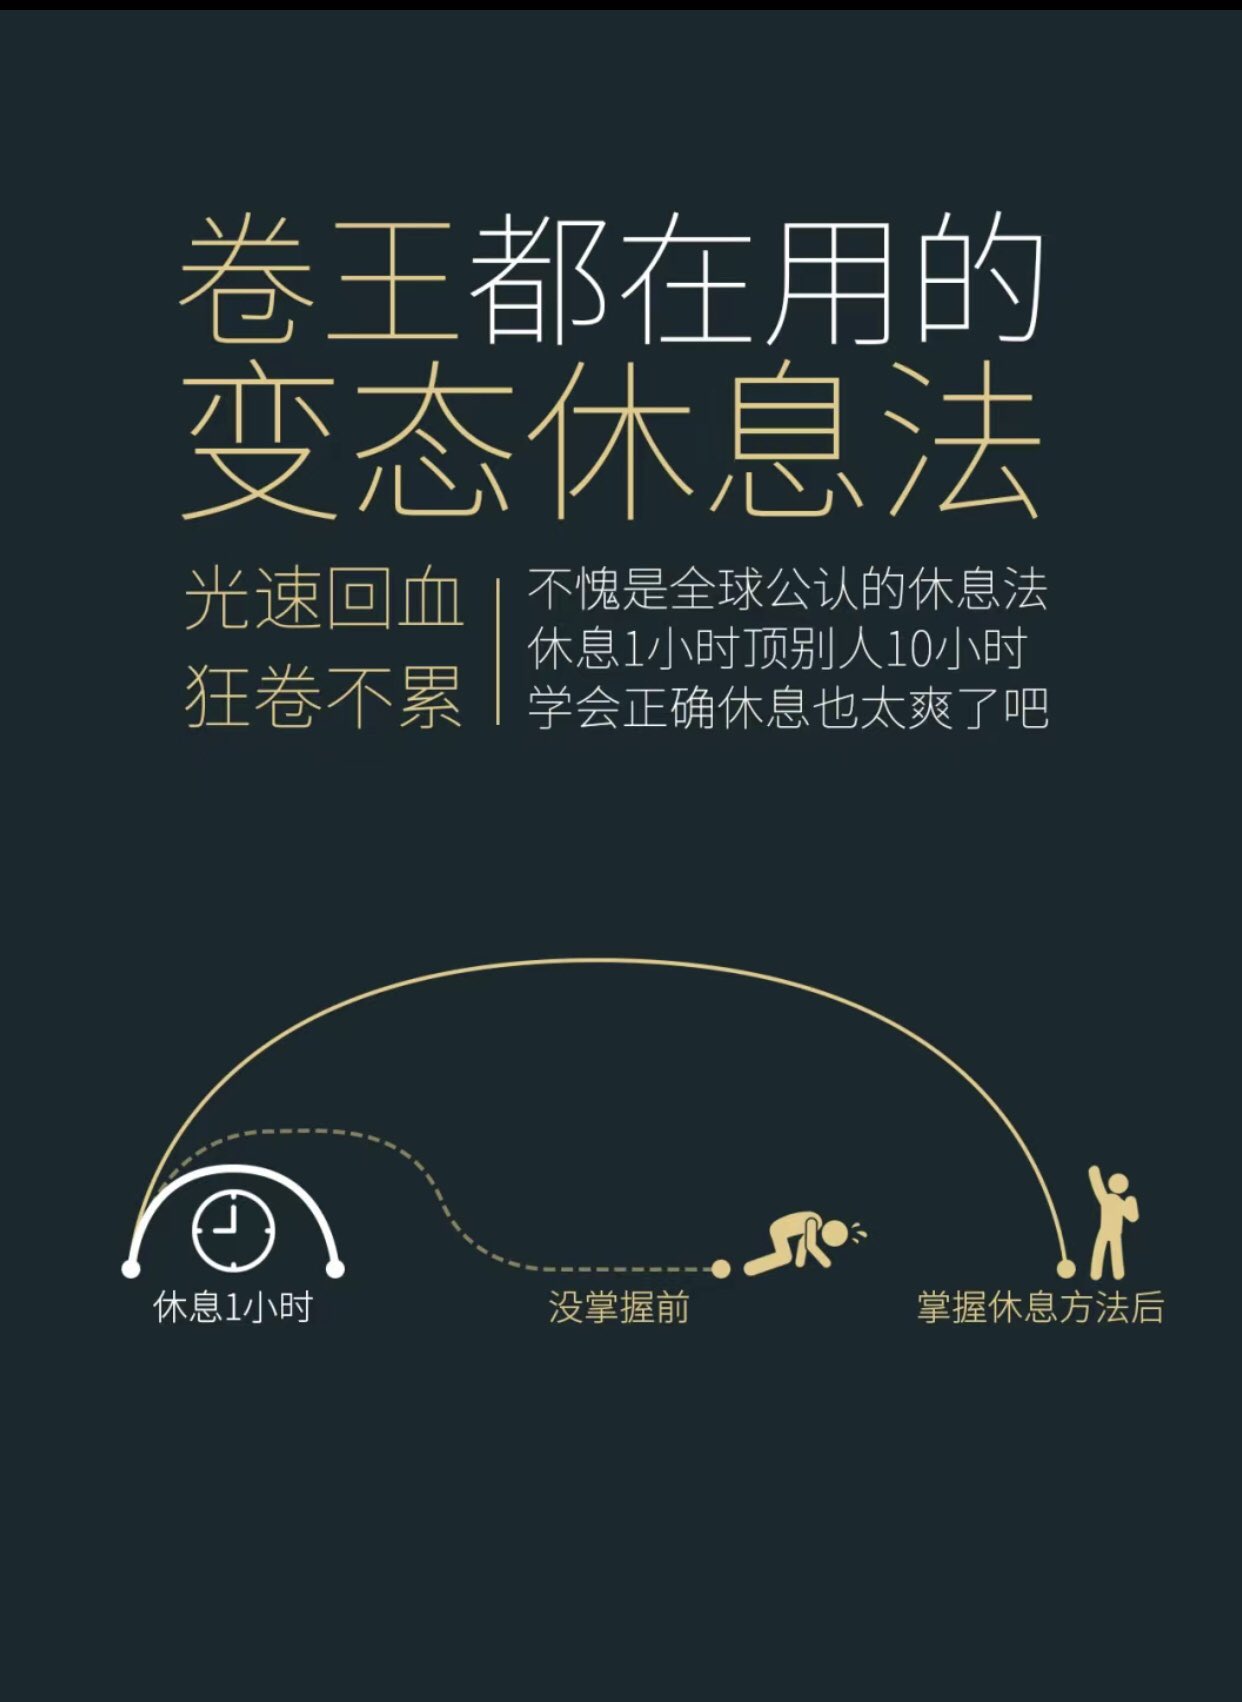 卷王都在用的
变态休息法
光速回血
狂卷不累
不愧是全球公认的休息法
休息1小时顶别人10小时
学会正确休息也太爽了吧
休息1小时
没掌握前
掌握休息方法后